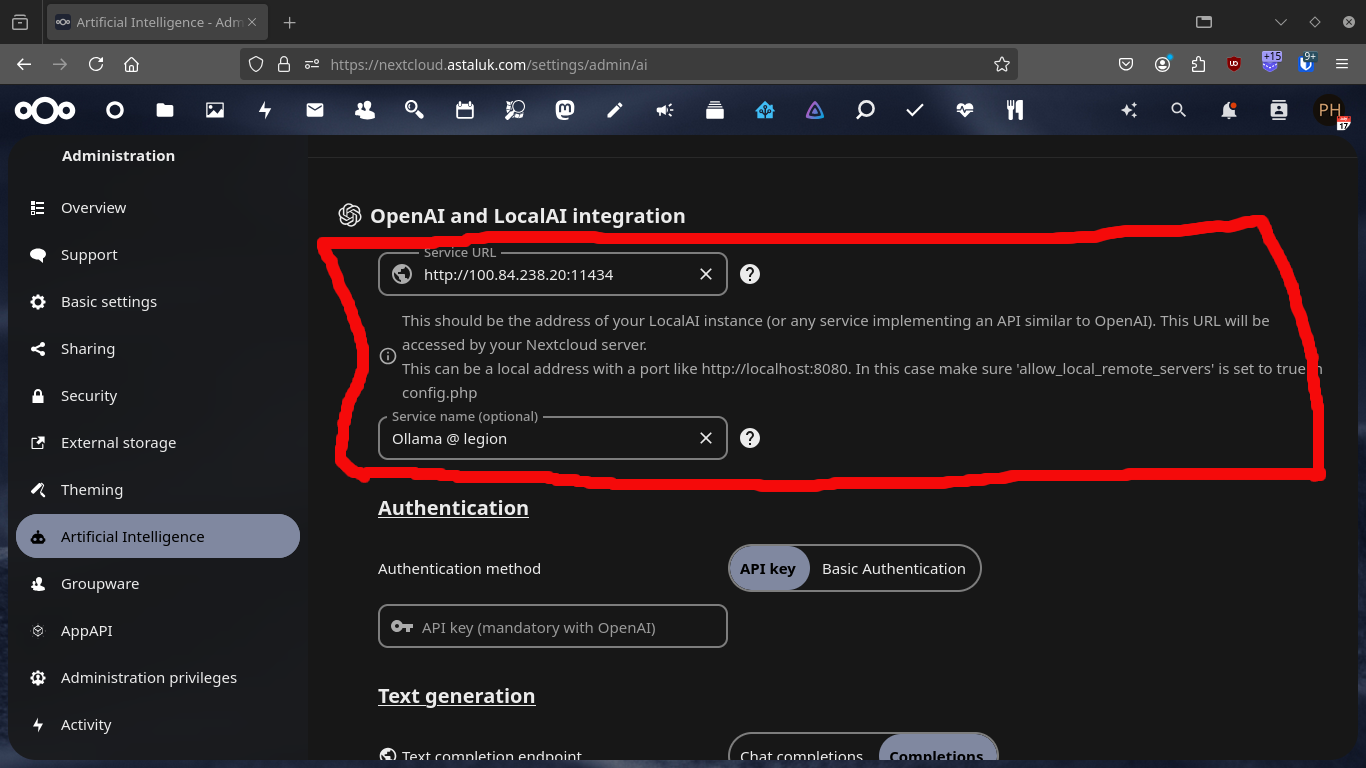 Artificial Intelligence - Adm
https://nextcloud.astaluk.com/settings/admin/ai
+15
9+
PH
17
Administration
Overview
Support
Basic settings
Sharing
Security
External storage
Theming
Artificial Intelligence
Groupware
AppAPI
Administration privileges
Activity
OpenAI and LocalAI integration
Service URL
http://100.84.238.20:11434
This should be the address of your LocalAI instance (or any service implementing an API similar to OpenAI). This URL will be
accessed by your Nextcloud server.
This can be a local address with a port like http://localhost:8080. In this case make sure 'allow_local_remote_servers' is set to true in
config.php
Service name (optional)
Ollama @ legion
Authentication
Authentication method
API key
Basic Authentication
API key (mandatory with OpenAI)
Text generation
Text completion endpoint
Chat completions
Completions